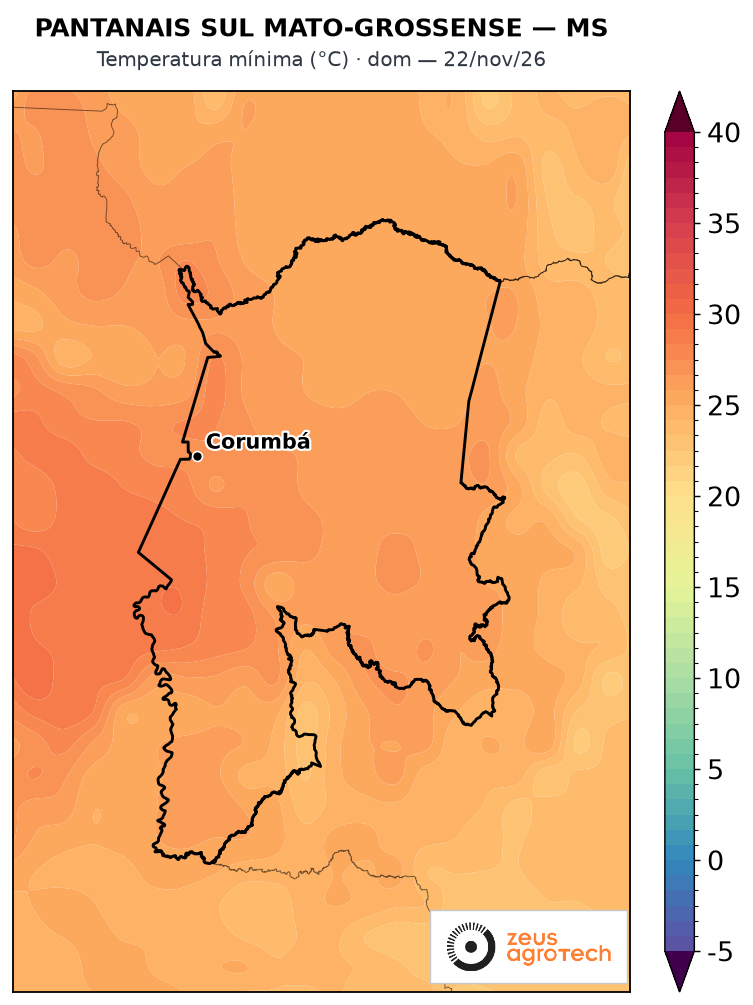 PANTANAIS SUL MATO-GROSSENSE — MS
Temperatura mínima (°C) · dom — 22/nov/26
Corumbá
40
35
30
25
20
15
10
5
0
-5
zeus
agrotech